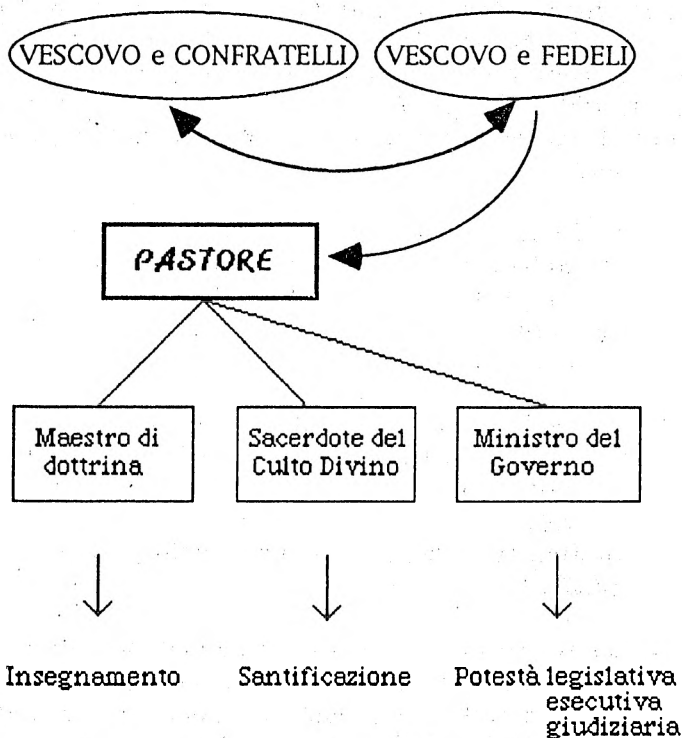 VESCOVO e CONFRATELLI
VESCOVO e FEDELI
PASTORE
Maestro di
dottrina
Sacerdote del
Culto Divino
Ministro del
Governo
Insegnamento
Santificazione
Potestà legislativa
esecutiva
giudiziaria